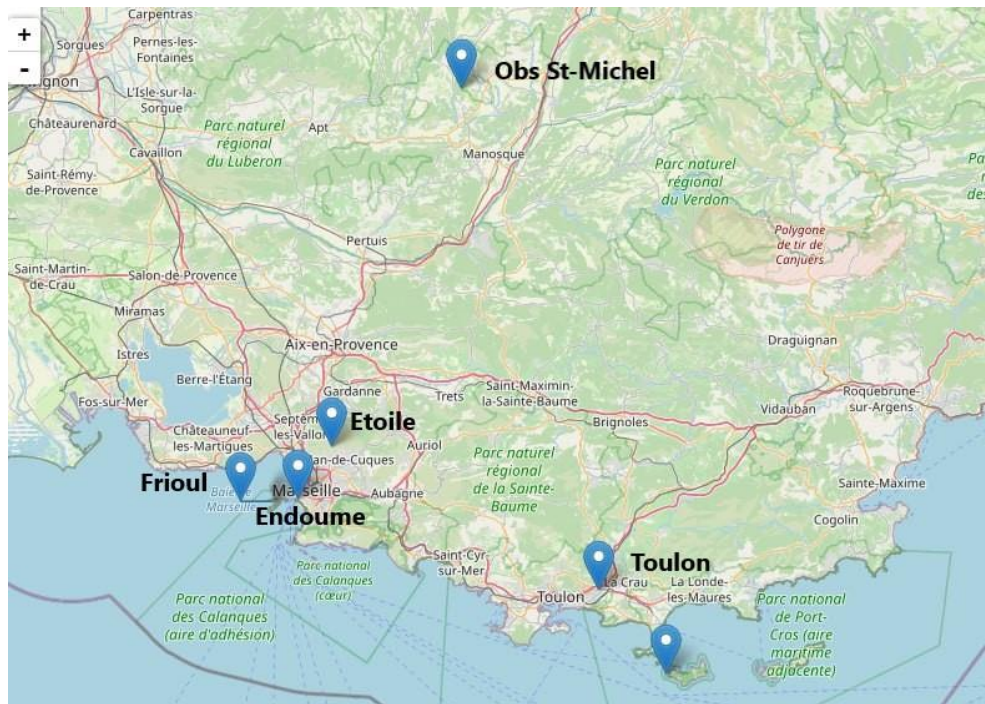 +
-
Carpentras
Sorgues
Pernes-les-
Fontaines
L'Isle-sur-la-
Sorgue
Châteaurenard
Cavaillon
Saint-Rémy-
de-Provence
Parc naturel
régional
du Luberon
Apt
Obs St-Michel
Manosque
Parc naturel
régional
du Verdon
Polygone
de tir de
Canjuers
Pertuis
Saint-Martin-
de-Crau
Salon-de-Provence
Miramas
Istres
Berre-l'Étang
Fos-sur-Mer
Aix-en-Provence
Gardanne
Trets
Saint-Maximin-
la-Sainte-Baume
Draguignan
Roquebrune-
sur-Argens
Vidauban
Brignoles
Châteauneuf-
les-Martigues
Etoile
Auriol
Parc naturel
régional
de la Sainte-
Baume
Frioul
Marseille
Marseille
Endoume
Aubagne
Sainte-Maxime
Cogolin
Saint-Cyr-
sur-Mer
Parc national
des Calanques
(cœur)
Parc national
des Calanques
(aire d'adhésion)
Toulon
Toulon
La Crau
La Londe-
les-Maures
Parc national
de Port-
Cros (aire
maritime
adjacente)